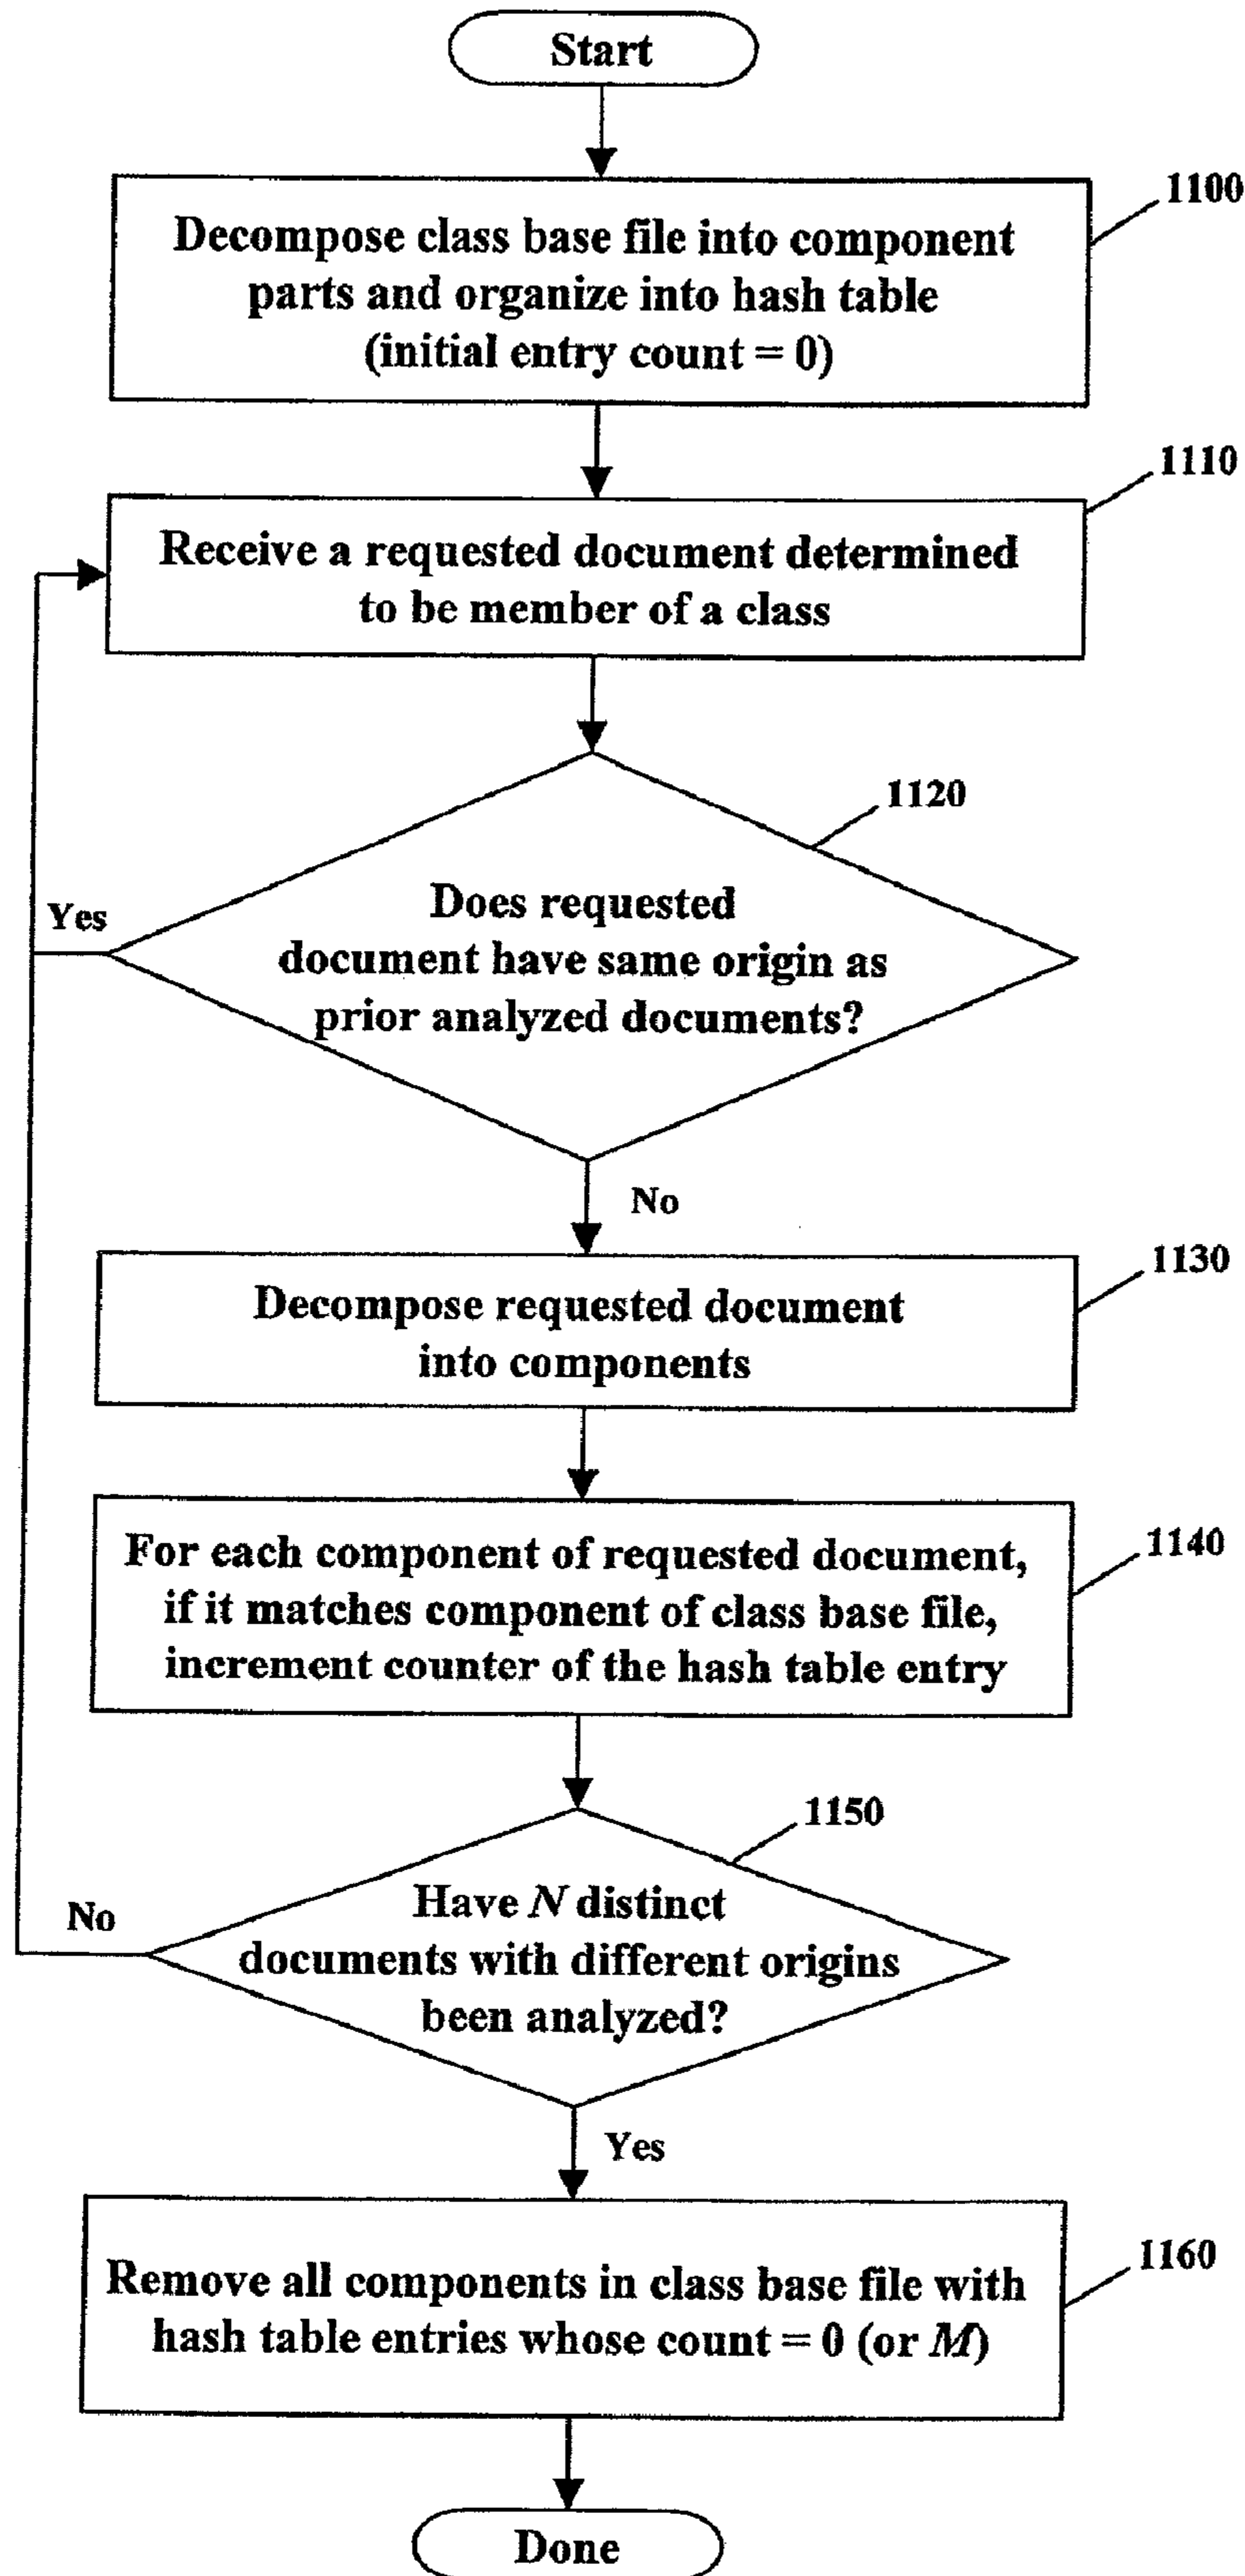 Start
1100
Decompose class base file into component
parts and organize into hash table
(initial entry count = 0)
1110
Receive a requested document determined
to be member of a class
1120
Yes
Does requested
document have same origin as
prior analyzed documents?
No
1130
Decompose requested document
into components
1140
For each component of requested document,
if it matches component of class base file,
increment counter of the hash table entry
1150
No
Have N distinct
documents with different origins
been analyzed?
Yes
1160
Remove all components in class base file with
hash table entries whose count = 0 (or M)
Done